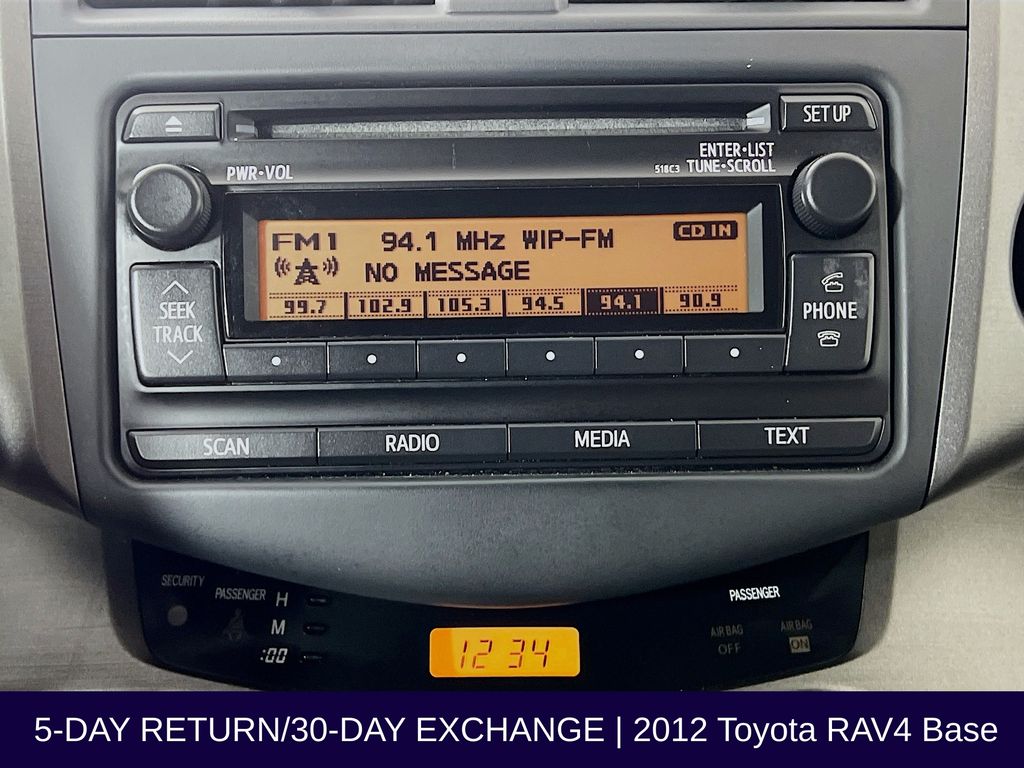 SET UP
ENTER•LIST
PWR•VOL
518C3 TUNE•SCROLL
FM1 94.1 MHz WIP-FM CD IN
NO MESSAGE
99.7 102.9 105.3 94.5 94.1 90.9
SEEK
TRACK
PHONE
SCAN RADIO MEDIA TEXT
SECURITY
PASSENGER H
PASSENGER
M
AIR BAG AIR BAG
OFF ON
:00
12 34
5-DAY RETURN/30-DAY EXCHANGE | 2012 Toyota RAV4 Base